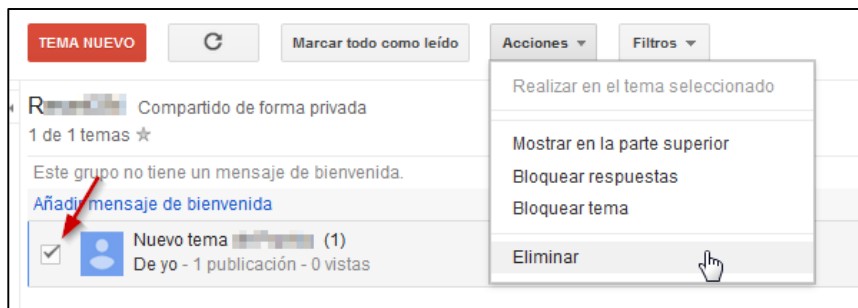 TEMA NUEVO
Marcar todo como leído
Acciones
Filtros
Compartido de forma privada
1 de 1 temas
Este grupo no tiene un mensaje de bienvenida.
Añadir mensaje de bienvenida
Nuevo tema (1)
De yo - 1 publicación - 0 vistas
Realizar en el tema seleccionado
Mostrar en la parte superior
Bloquear respuestas
Bloquear tema
Eliminar